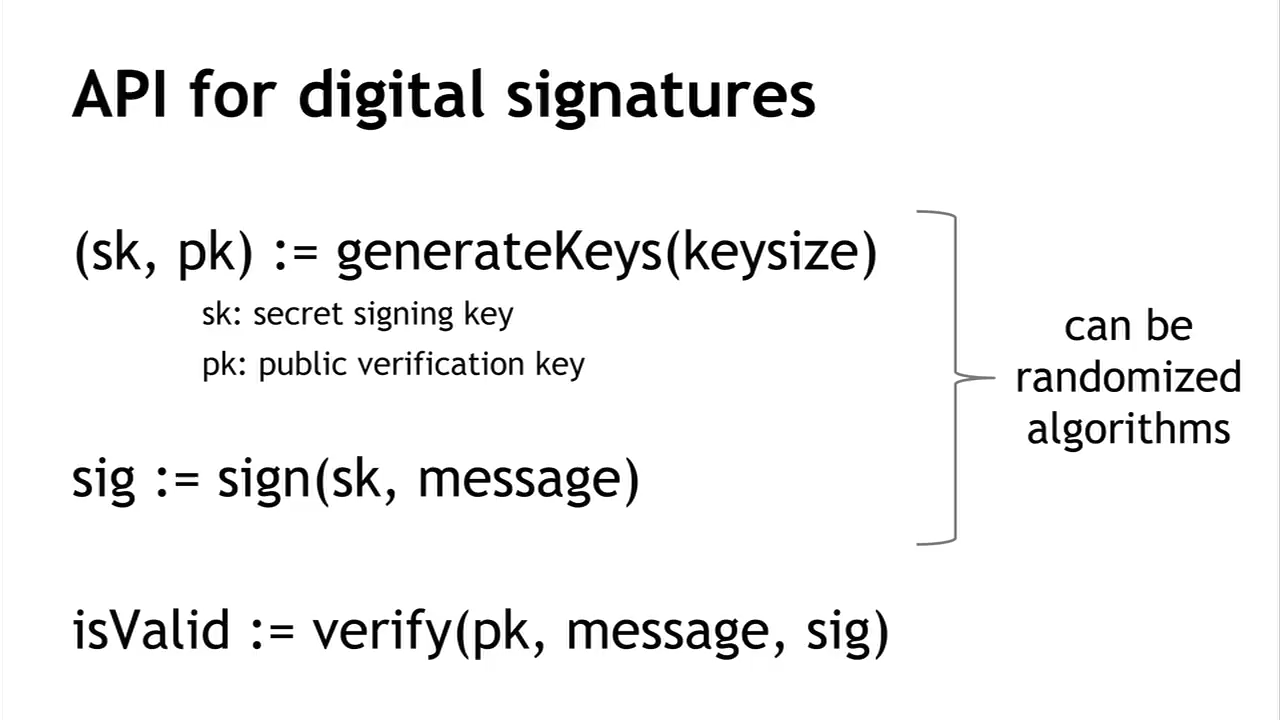 API for digital signatures
(sk, pk) := generateKeys(keysize)
sk: secret signing key
pk: public verification key
can be
randomized
algorithms
sig := sign(sk, message)
isValid := verify(pk, message, sig)